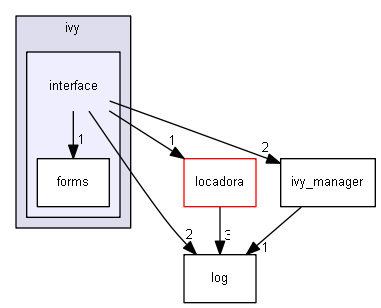 ivy
interface
1
1
2
forms
locadora
ivy_manager
2
3
1
log